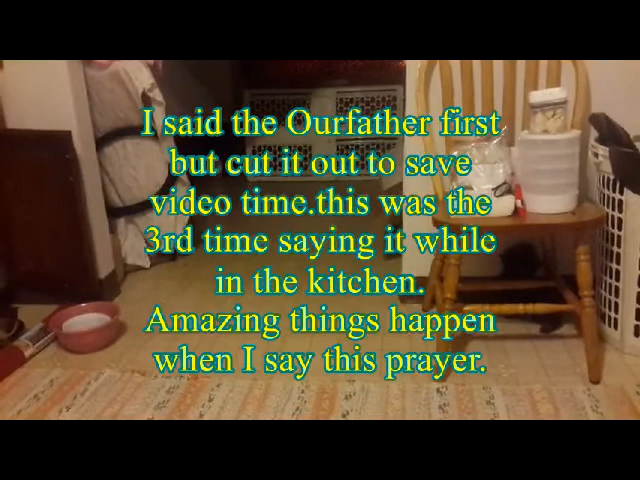 I said the Ourfather first
but cut it out to save
video time.this was the
3rd time saying it while
in the kitchen.
Amazing things happen
when I say this prayer.